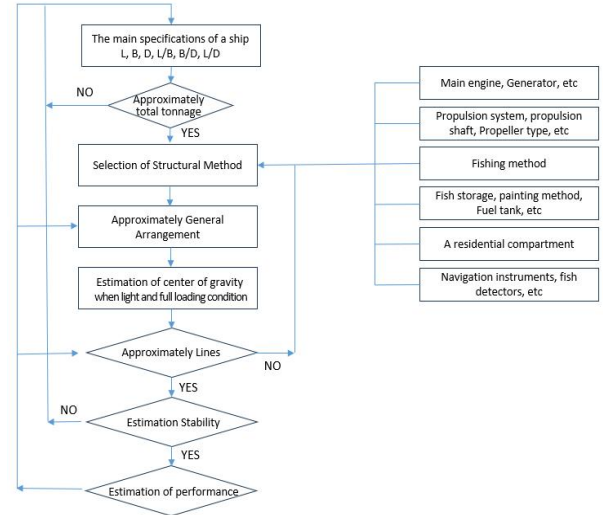 The main specifications of a ship
L, B, D, L/B, B/D, L/D
NO
Approximately
total tonnage
YES
Selection of Structural Method
Approximately General
Arrangement
Estimation of center of gravity
when light and full loading condition
Approximately Lines
NO
YES
NO
Estimation Stability
YES
Estimation of performance
Main engine, Generator, etc
Propulsion system, propulsion
shaft, Propeller type, etc
Fishing method
Fish storage, painting method,
Fuel tank, etc
A residential compartment
Navigation instruments, fish
detectors, etc